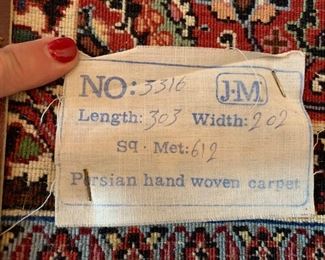 NO: 3316 J·M
Length: 303 Width: 202
Sq · Met: 612
Persian hand woven carpet